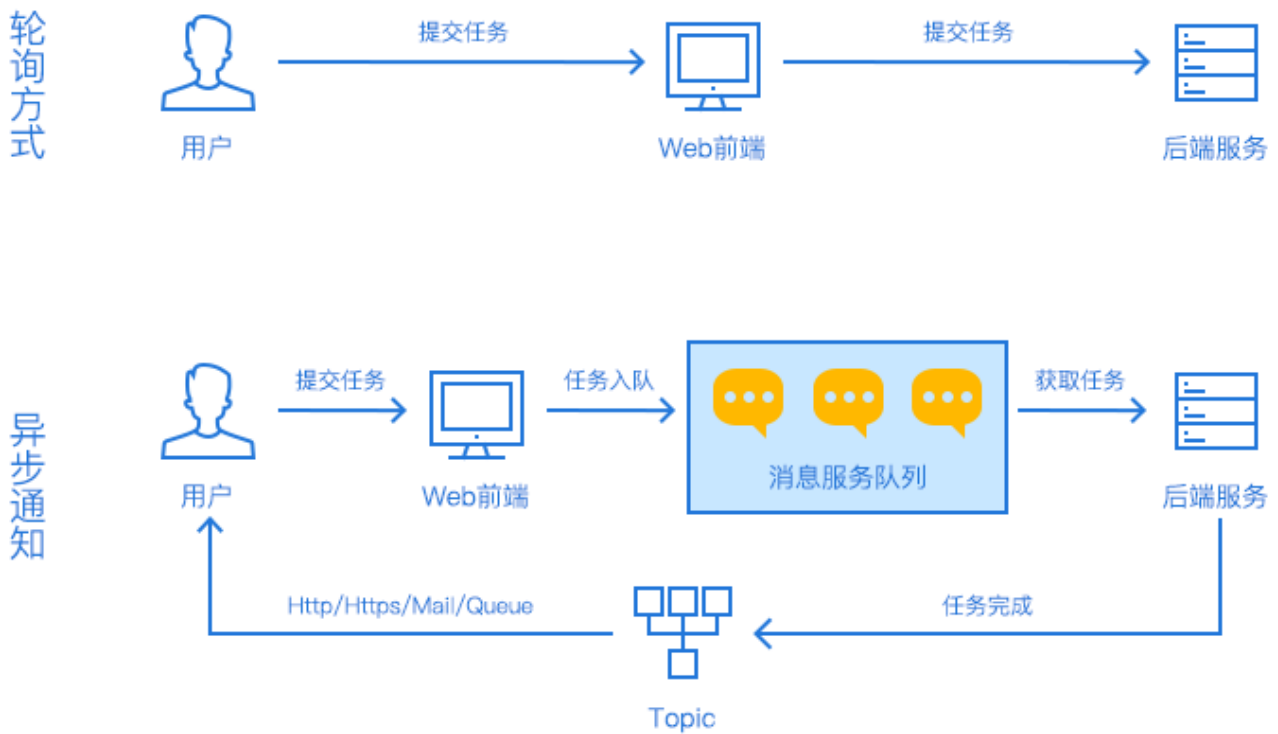 轮询方式
提交任务
提交任务
用户
Web前端
后端服务
异步通知
提交任务
任务入队
获取任务
消息服务队列
用户
Web前端
后端服务
Http/Https/Mail/Queue
任务完成
Topic